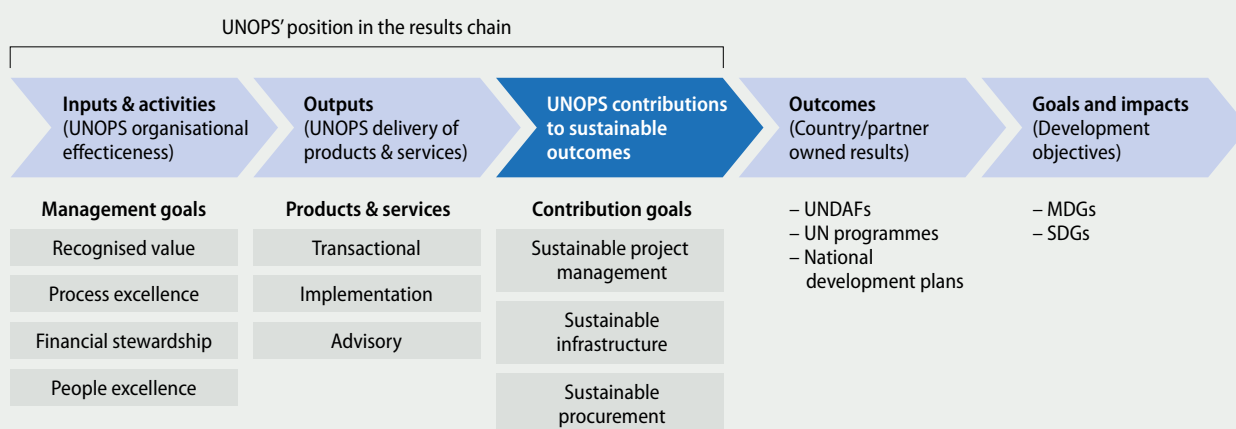 UNOPS’ position in the results chain
Inputs & activities
(UNOPS organisational
effecticeness)
Outputs
(UNOPS delivery of
products & services)
UNOPS contributions
to sustainable
outcomes
Outcomes
(Country/partner
owned results)
Goals and impacts
(Development
objectives)
Management goals
Recognised value
Process excellence
Financial stewardship
People excellence
Products & services
Transactional
Implementation
Advisory
Contribution goals
Sustainable project
management
Sustainable
infrastructure
Sustainable
procurement
– UNDAFs
– UN programmes
– National
development plans
– MDGs
– SDGs